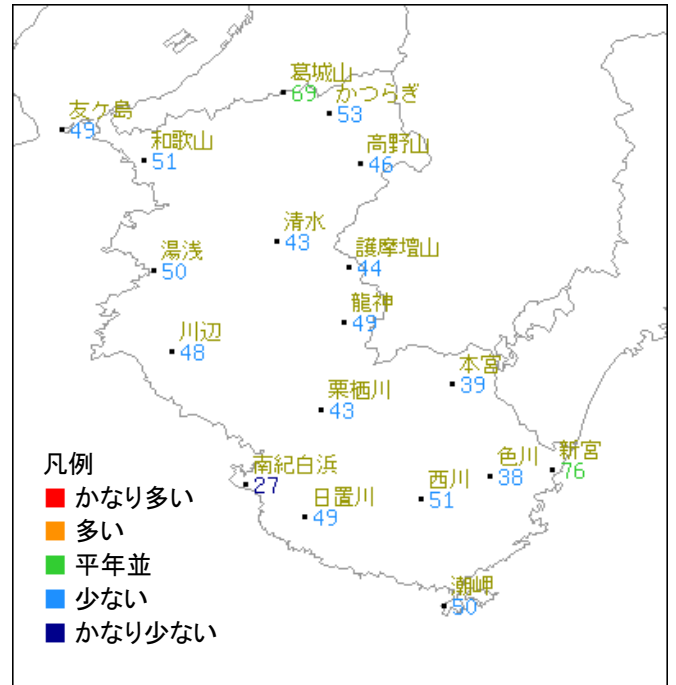 葛城山
69
かつらぎ
53
友ケ島
49
和歌山
51
高野山
46
清水
43
護摩壇山
44
湯浅
50
龍神
49
川辺
48
本宮
39
栗栖川
43
新宮
76
色川
38
西川
51
南紀白浜
27
日置川
49
潮岬
50
凡例
かなり多い
多い
平年並
少ない
かなり少ない